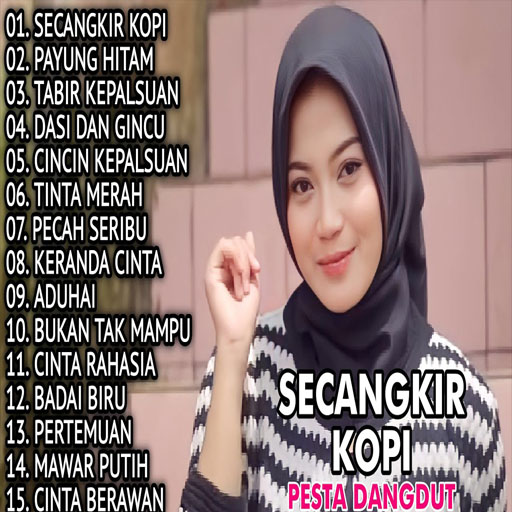 01. SECANGKIR KOPI
02. PAYUNG HITAM
03. TABIR KEPALSUAN
04. DASI DAN GINCU
05. CINCIN KEPALSUAN
06. TINTA MERAH
07. PECAH SERIBU
08. KERANDA CINTA
09. ADUHAI
10. BUKAN TAK MAMPU
11. CINTA RAHASIA
12. BADAI BIRU
13. PERTEMUAN
14. MAWAR PUTIH
15. CINTA BERAWAN
SECANGKIR
KOPI
PESTA DANGDUT